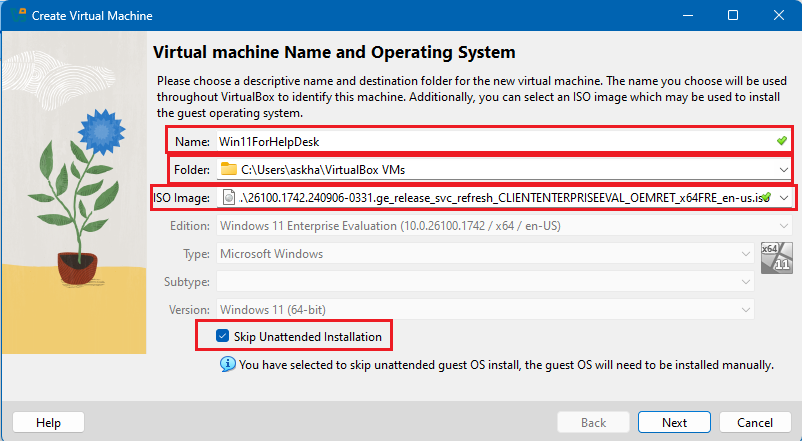 Create Virtual Machine
Virtual machine Name and Operating System
Please choose a descriptive name and destination folder for the new virtual machine. The name you choose will be used
throughout VirtualBox to identify this machine. Additionally, you can select an ISO image which may be used to install
the guest operating system.
Name: Win11ForHelpDesk
Folder: C:\Users\askha\VirtualBox VMs
ISO Image: .\26100.1742.240906-0331.ge_release_svc_refresh_CLIENTENTERPRISEEVAL_OEMRET_x64FRE_en-us.iso
Edition: Windows 11 Enterprise Evaluation (10.0.26100.1742 / x64 / en-US)
Type: Microsoft Windows
x64
11
Subtype:
Version: Windows 11 (64-bit)
Skip Unattended Installation
You have selected to skip unattended guest OS install, the guest OS will need to be installed manually.
Help Back Next Cancel